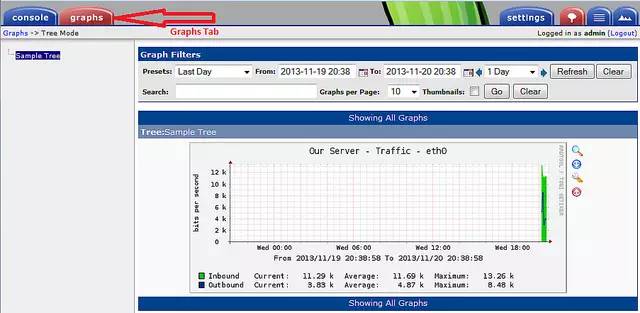 console graphs settings
Graphs Tab
Graphs -> Tree Mode Logged in as admin (Logout)
Sample Tree
Graph Filters
Presets: Last Day From: 2013-11-19 20:38 To: 2013-11-20 20:38 1 Day Refresh Clear
Search: Graphs per Page: 10 Thumbnails: Go Clear
Showing All Graphs
Tree:Sample Tree
Our Server - Traffic - eth0
RRDTOOL / TOBI OETIKER
bits per second
12 k
10 k
8 k
6 k
4 k
2 k
0
Wed 00:00 Wed 06:00 Wed 12:00 Wed 18:00
From 2013/11/19 20:38:58 To 2013/11/20 20:38:58
Inbound Current: 11.29 k Average: 11.69 k Maximum: 13.26 k
Outbound Current: 3.83 k Average: 4.87 k Maximum: 8.48 k
Showing All Graphs